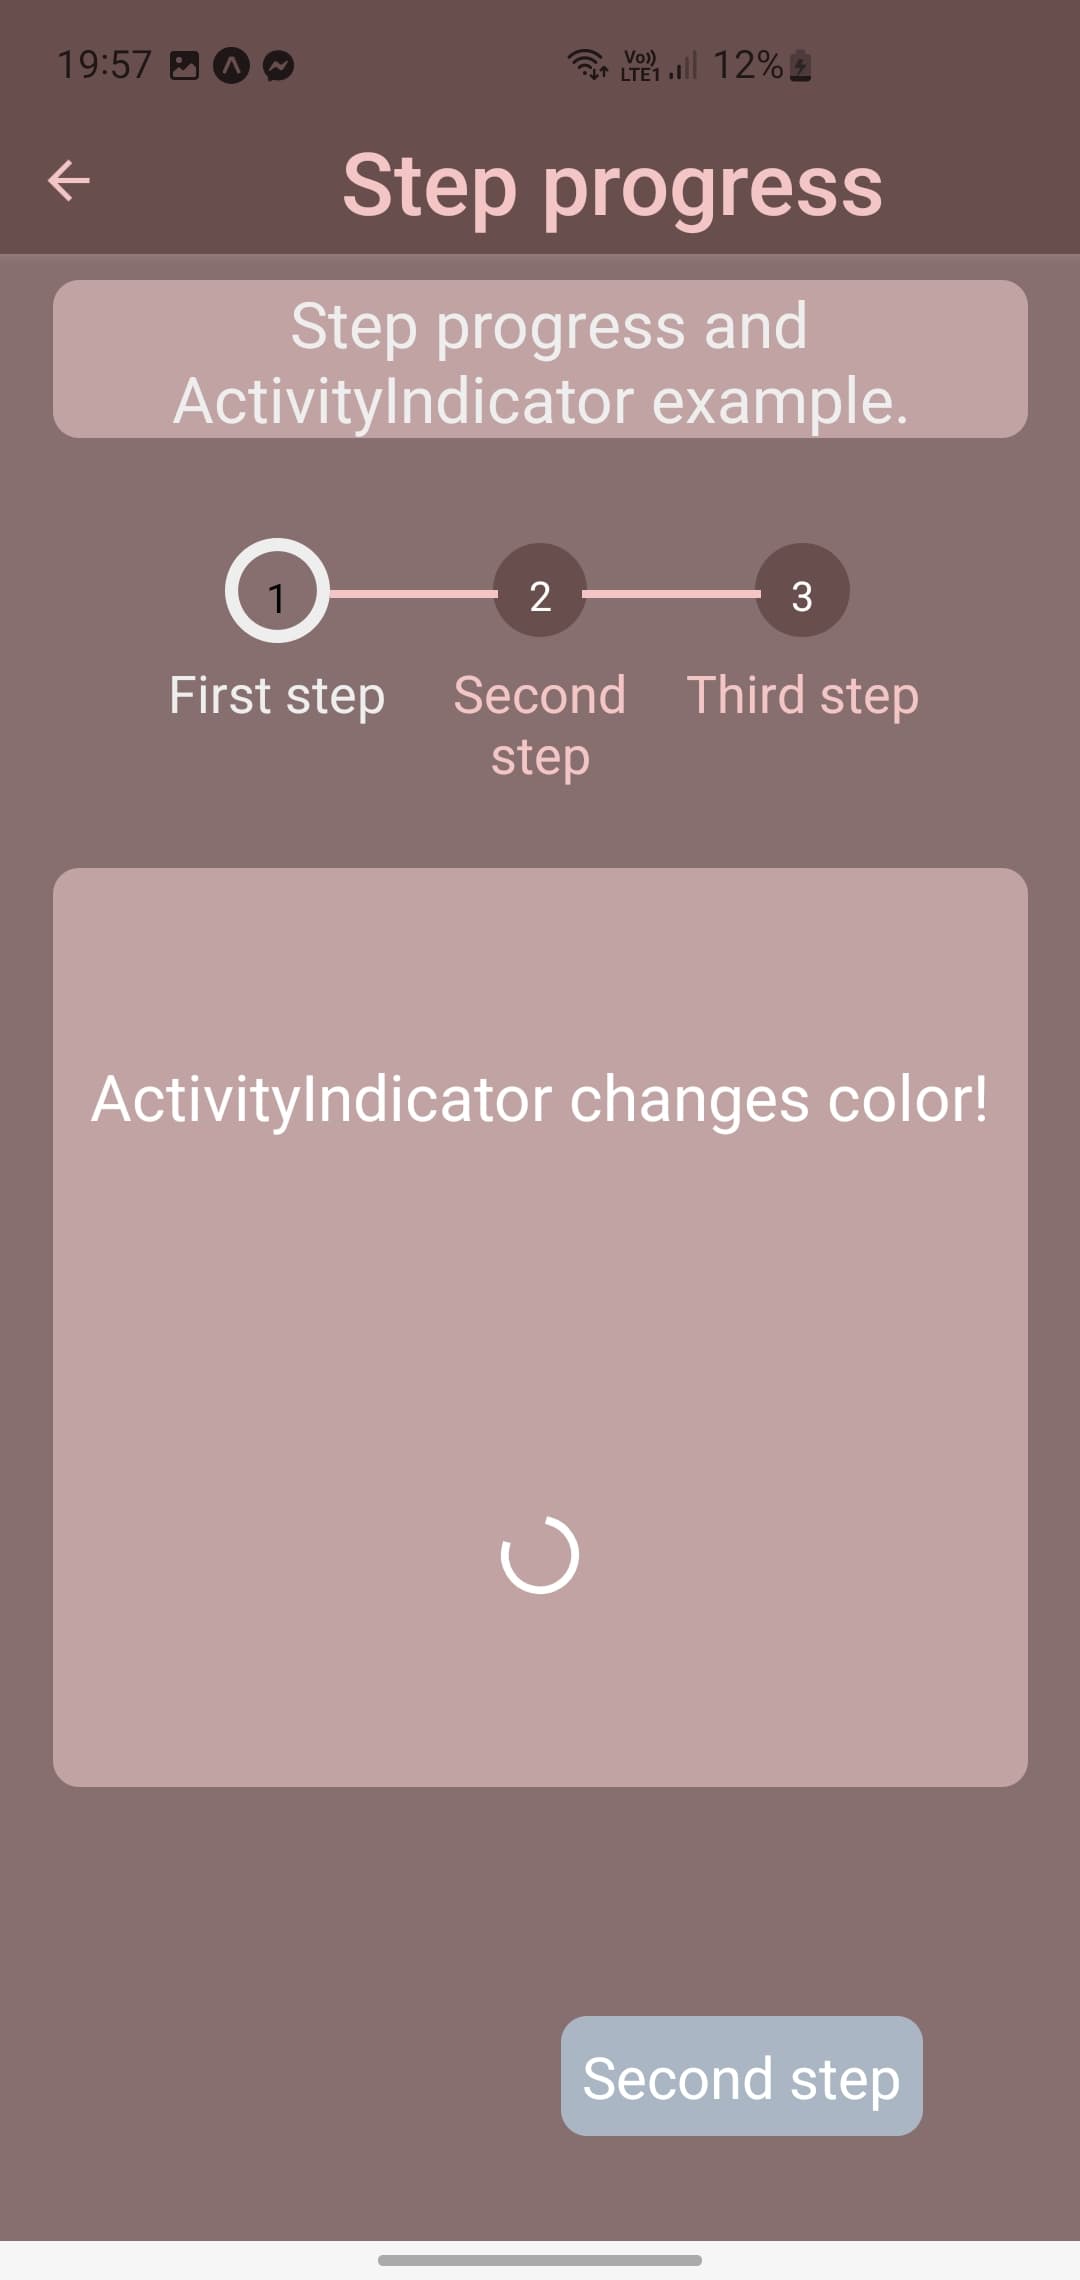 19:57
Vo))
LTE1
12%
Step progress
Step progress and
ActivityIndicator example.
1
2
3
First step
Second
step
Third step
ActivityIndicator changes color!
Second step